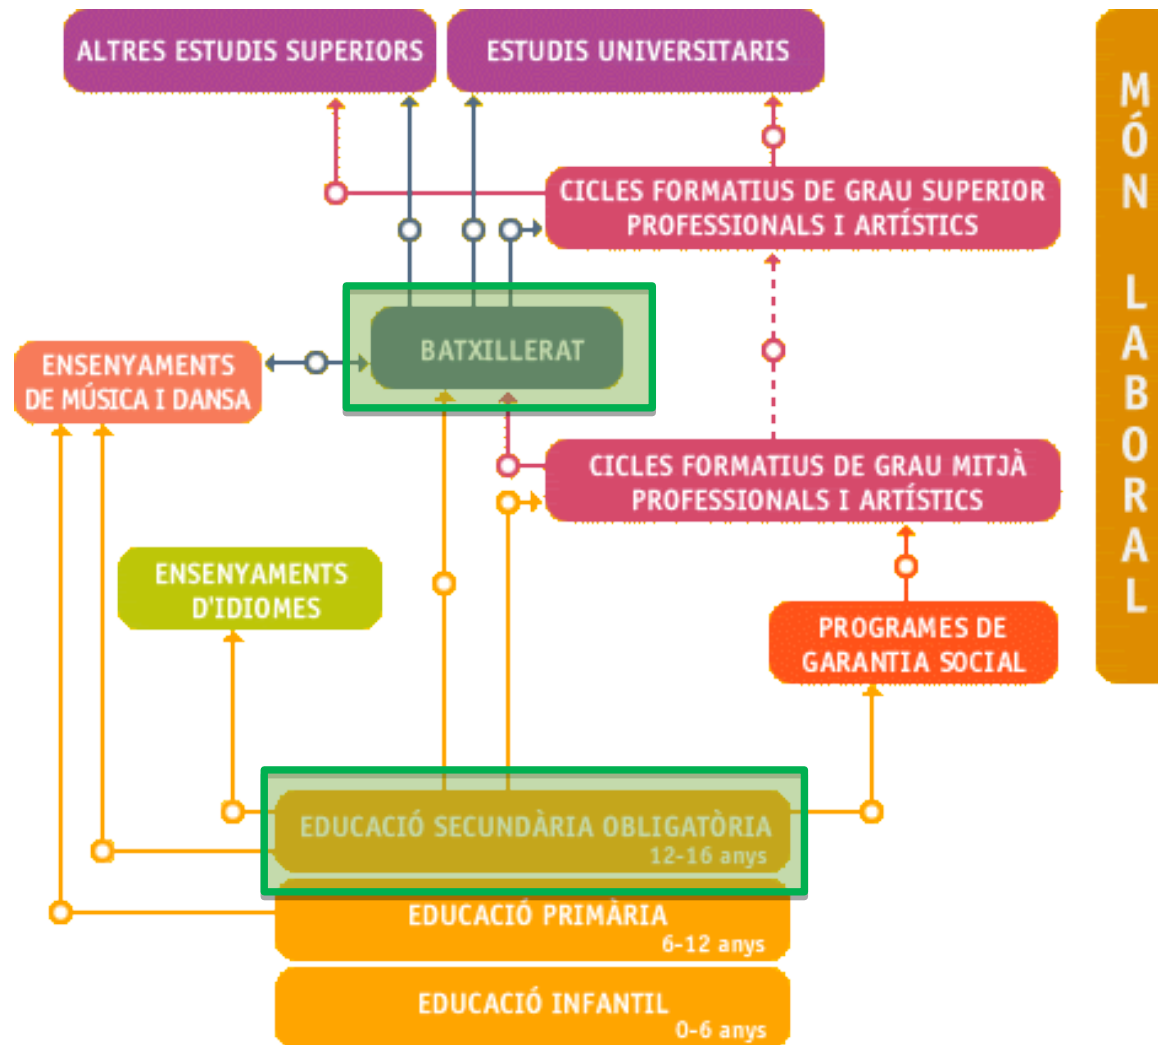 ALTRES ESTUDIS SUPERIORS
ESTUDIS UNIVERSITARIS
MÓN LABORAL
CICLES FORMATIUS DE GRAU SUPERIOR
PROFESSIONALS I ARTÍSTICS
BATXILLERAT
ENSENYAMENTS
DE MÚSICA I DANSA
CICLES FORMATIUS DE GRAU MITJÀ
PROFESSIONALS I ARTÍSTICS
ENSENYAMENTS
D'IDIOMES
PROGRAMES DE
GARANTIA SOCIAL
EDUCACIÓ SECUNDÀRIA OBLIGATÒRIA
12-16 anys
EDUCACIÓ PRIMÀRIA
6-12 anys
EDUCACIÓ INFANTIL
0-6 anys